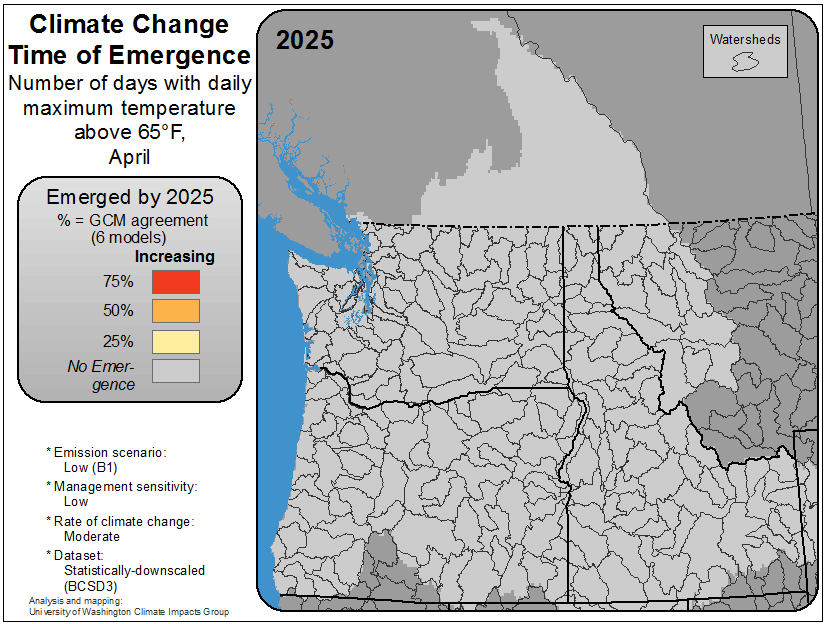 Climate Change
Time of Emergence
Number of days with daily
maximum temperature
above 65°F,
April
Emerged by 2025
% = GCM agreement
(6 models)
Increasing
75%
50%
25%
No Emer-
gence
* Emission scenario:
Low (B1)
* Management sensitivity:
Low
* Rate of climate change:
Moderate
* Dataset:
Statistically-downscaled
(BCSD3)
Analysis and mapping:
University of Washington Climate Impacts Group
2025
Watersheds